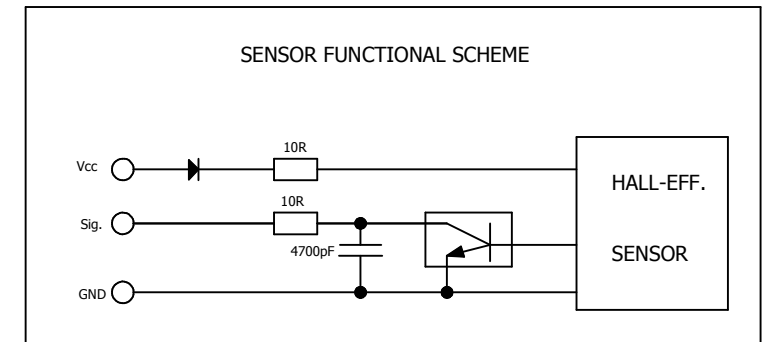 SENSOR FUNCTIONAL SCHEME
10R
Vcc
HALL-EFF.
10R
Sig.
4700pF
SENSOR
GND